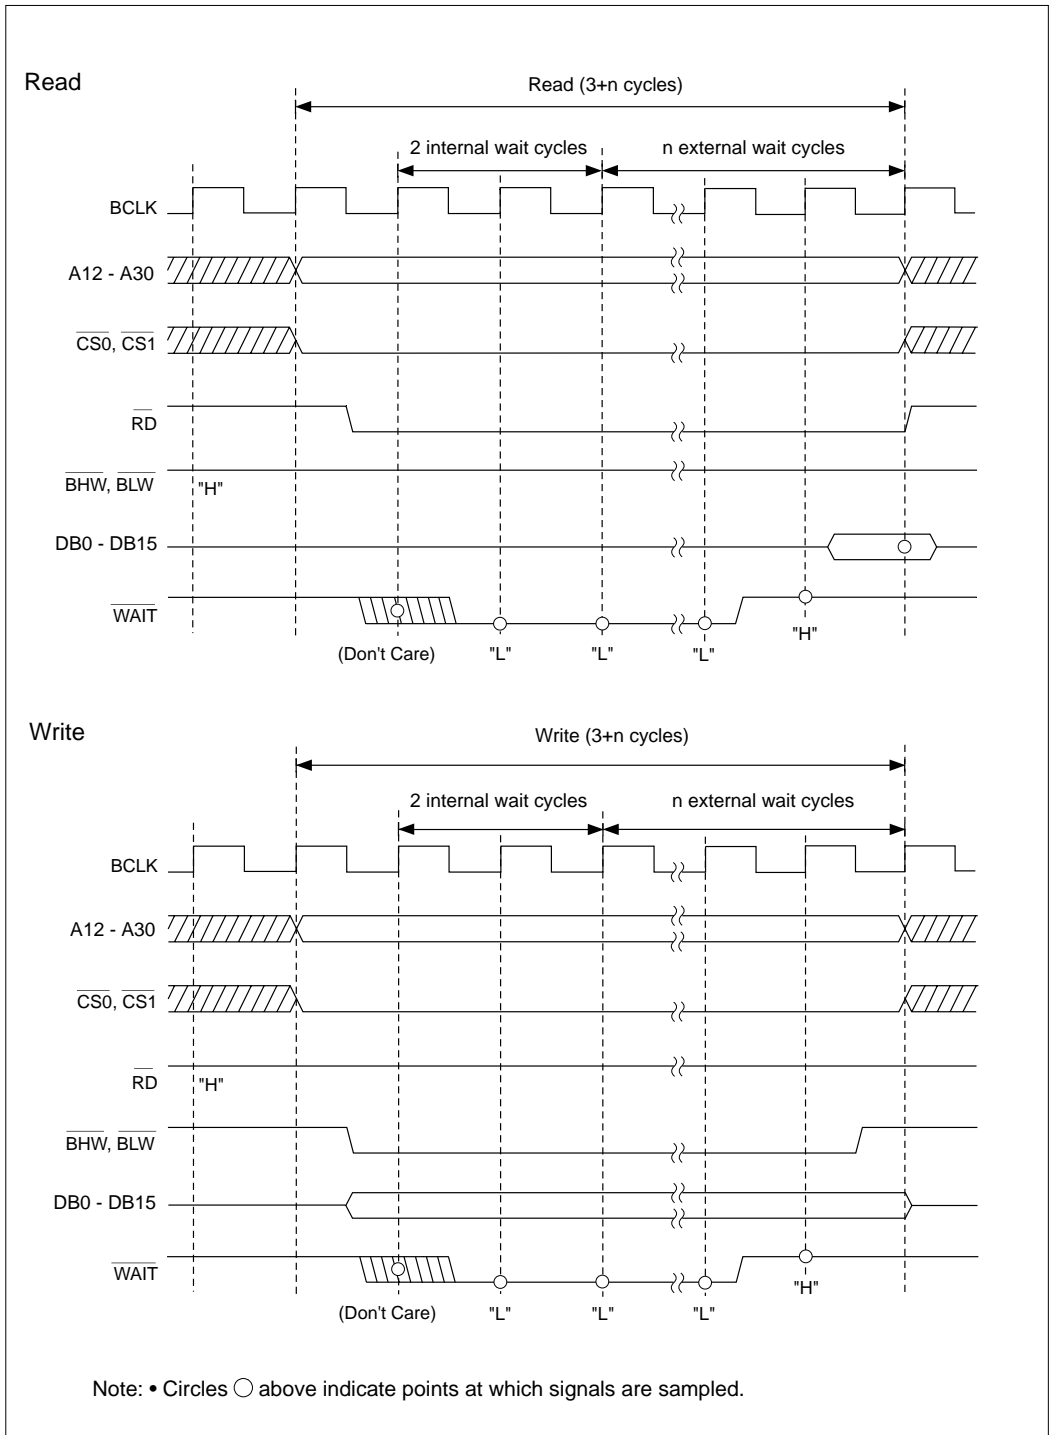 Read
Read (3+n cycles)
2 internal wait cycles
n external wait cycles
BCLK
A12 - A30
CS0, CS1
RD
BHW, BLW
"H"
DB0 - DB15
WAIT
(Don't Care)
"L"
"L"
"L"
"H"
Write
Write (3+n cycles)
2 internal wait cycles
n external wait cycles
BCLK
A12 - A30
CS0, CS1
RD
"H"
BHW, BLW
DB0 - DB15
WAIT
(Don't Care)
"L"
"L"
"L"
"H"
Note: • Circles ○ above indicate points at which signals are sampled.